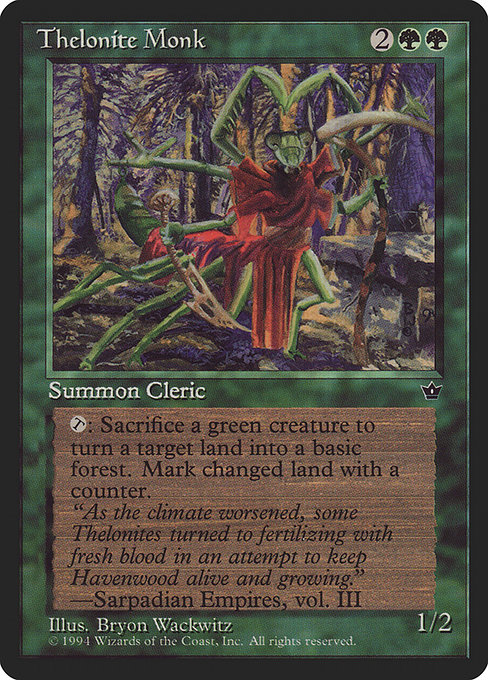 Thelonite Monk 2
Summon Cleric
T: Sacrifice a green creature to
turn a target land into a basic
forest. Mark changed land with a
counter.
“As the climate worsened, some
Thelonites turned to fertilizing with
fresh blood in an attempt to keep
Havenwood alive and growing.”
—Sarpadian Empires, vol. III
Illus. Bryon Wackwitz 1/2
© 1994 Wizards of the Coast, Inc. All rights reserved.